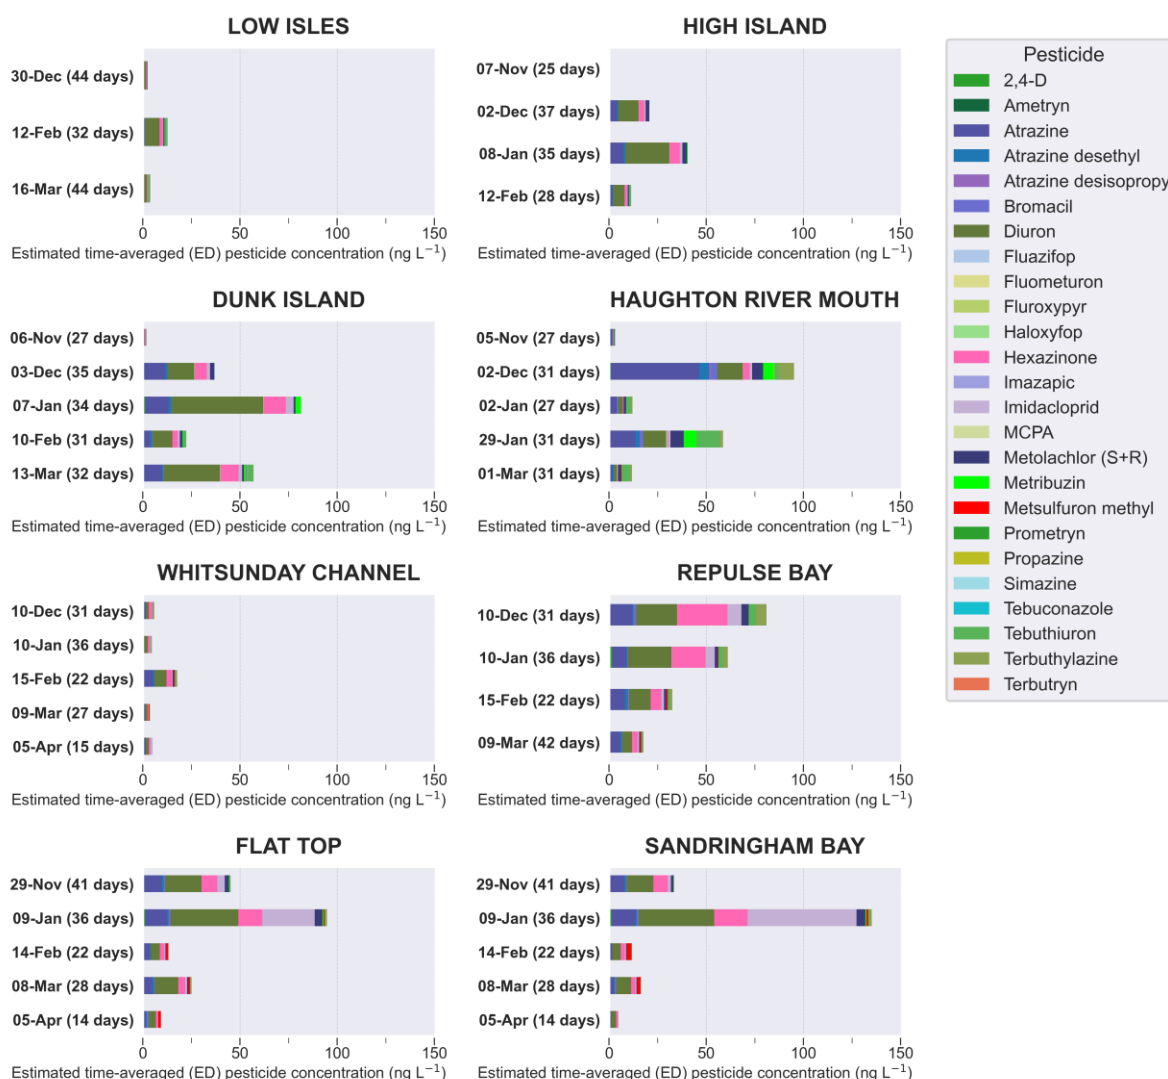 LOW ISLES
30-Dec (44 days)
12-Feb (32 days)
16-Mar (44 days)
0 50 100 150
Estimated time-averaged (ED) pesticide concentration (ng L⁻¹)
HIGH ISLAND
07-Nov (25 days)
02-Dec (37 days)
08-Jan (35 days)
12-Feb (28 days)
0 50 100 150
Estimated time-averaged (ED) pesticide concentration (ng L⁻¹)
DUNK ISLAND
06-Nov (27 days)
03-Dec (35 days)
07-Jan (34 days)
10-Feb (31 days)
13-Mar (32 days)
0 50 100 150
Estimated time-averaged (ED) pesticide concentration (ng L⁻¹)
HAUGHTON RIVER MOUTH
05-Nov (27 days)
02-Dec (31 days)
02-Jan (27 days)
29-Jan (31 days)
01-Mar (31 days)
0 50 100 150
Estimated time-averaged (ED) pesticide concentration (ng L⁻¹)
WHITSUNDAY CHANNEL
10-Dec (31 days)
10-Jan (36 days)
15-Feb (22 days)
09-Mar (27 days)
05-Apr (15 days)
0 50 100 150
Estimated time-averaged (ED) pesticide concentration (ng L⁻¹)
REPULSE BAY
10-Dec (31 days)
10-Jan (36 days)
15-Feb (22 days)
09-Mar (42 days)
0 50 100 150
Estimated time-averaged (ED) pesticide concentration (ng L⁻¹)
FLAT TOP
29-Nov (41 days)
09-Jan (36 days)
14-Feb (22 days)
08-Mar (28 days)
05-Apr (14 days)
0 50 100 150
Estimated time-averaged (ED) pesticide concentration (ng L⁻¹)
SANDRINGHAM BAY
29-Nov (41 days)
09-Jan (36 days)
14-Feb (22 days)
08-Mar (28 days)
05-Apr (14 days)
0 50 100 150
Estimated time-averaged (ED) pesticide concentration (ng L⁻¹)
Pesticide
2,4-D
Ametryn
Atrazine
Atrazine desethyl
Atrazine desisopropy
Bromacil
Diuron
Fluazifop
Fluometuron
Fluroxypyr
Haloxyfop
Hexazinone
Imazapic
Imidacloprid
MCPA
Metolachlor (S+R)
Metribuzin
Metsulfuron methyl
Prometryn
Propazine
Simazine
Tebuconazole
Tebuthiuron
Terbuthylazine
Terbutryn